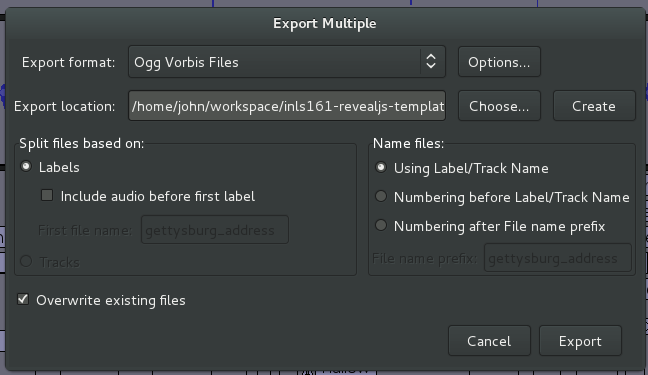 Export Multiple
Export format: Ogg Vorbis Files Options...
Export location: /home/john/workspace/inls161-revealjs-templat Choose... Create
Split files based on: Name files:
Labels Using Label/Track Name
Include audio before first label Numbering before Label/Track Name
First file name: gettysburg_address Numbering after File name prefix
Tracks File name prefix: gettysburg_address
Overwrite existing files
Cancel Export